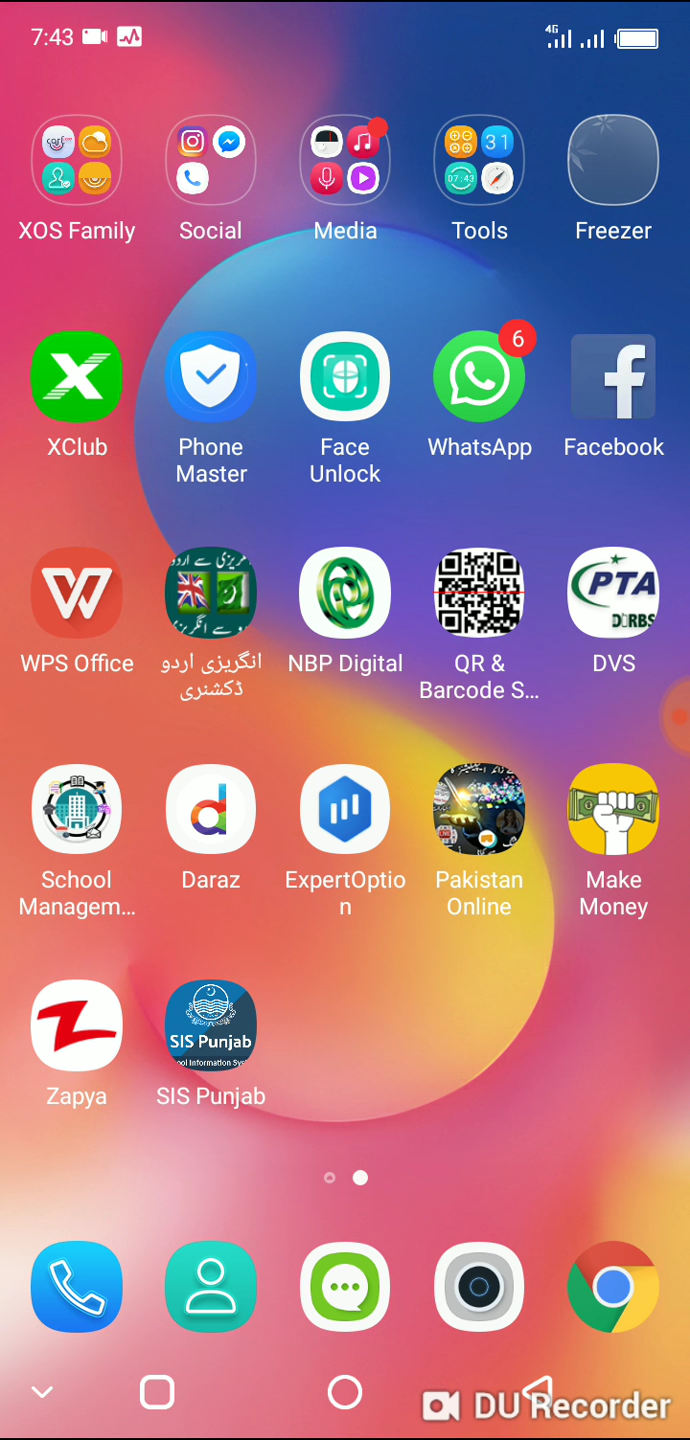 7:43
4G
31
07:43
XOS Family
Social
Media
Tools
Freezer
6
XClub
Phone
Master
Face
Unlock
WhatsApp
Facebook
PTA
DIRBS
WPS Office
انگریزی اردو
ڈکشنری
NBP Digital
QR &
Barcode S...
DVS
School
Managem...
Daraz
ExpertOptio
n
Pakistan
Online
Make
Money
SIS Punjab
Zapya
SIS Punjab
DU Recorder